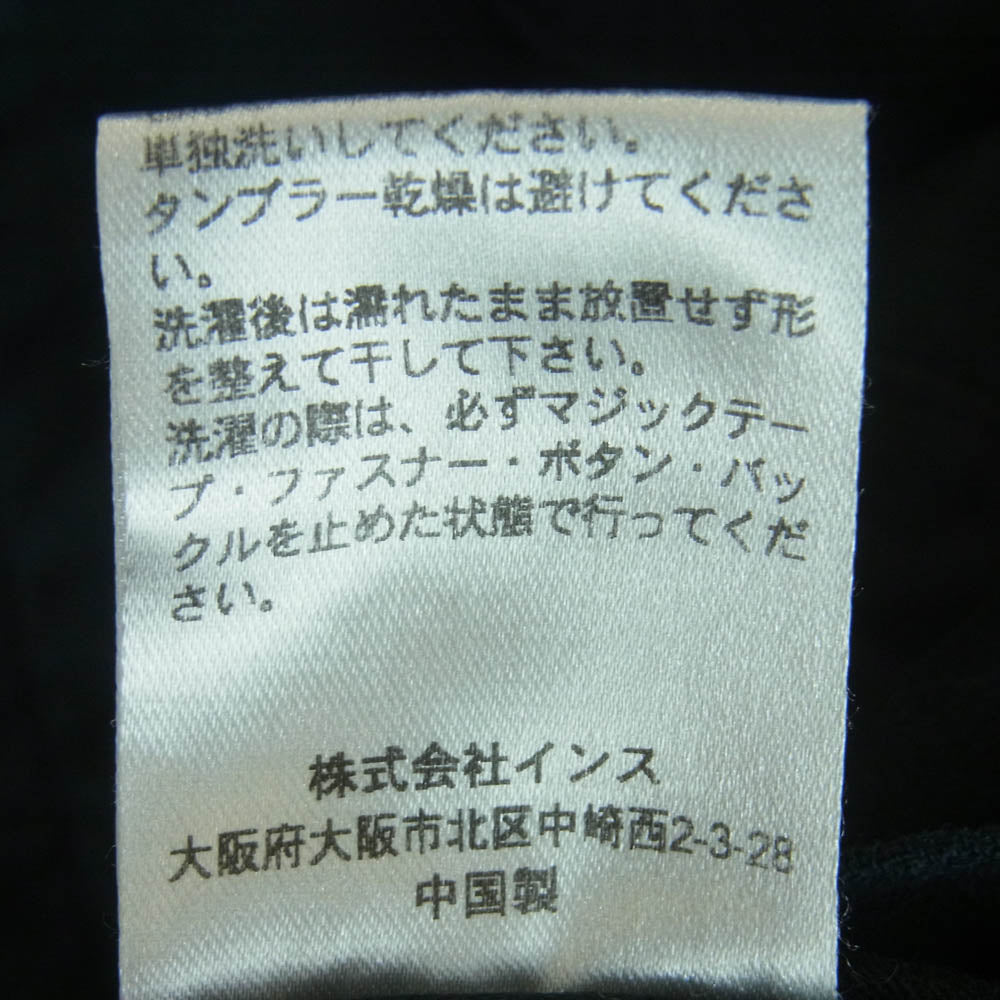 単独洗いしてください。
タンブラー乾燥は避けてくださ
い。
洗濯後は濡れたまま放置せず形
を整えて干して下さい。
洗濯の際は、必ずマジックテー
プ・ファスナー・ボタン・バッ
クルを止めた状態で行ってくだ
さい。
株式会社インス
大阪府大阪市北区中崎西2-3-28
中国製